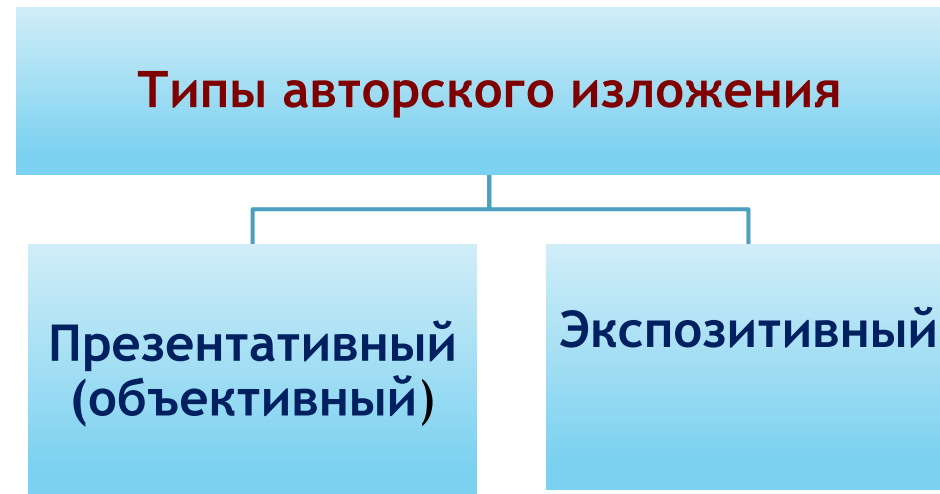 Типы авторского изложения
Презентативный
(объективный)
Экспозитивный